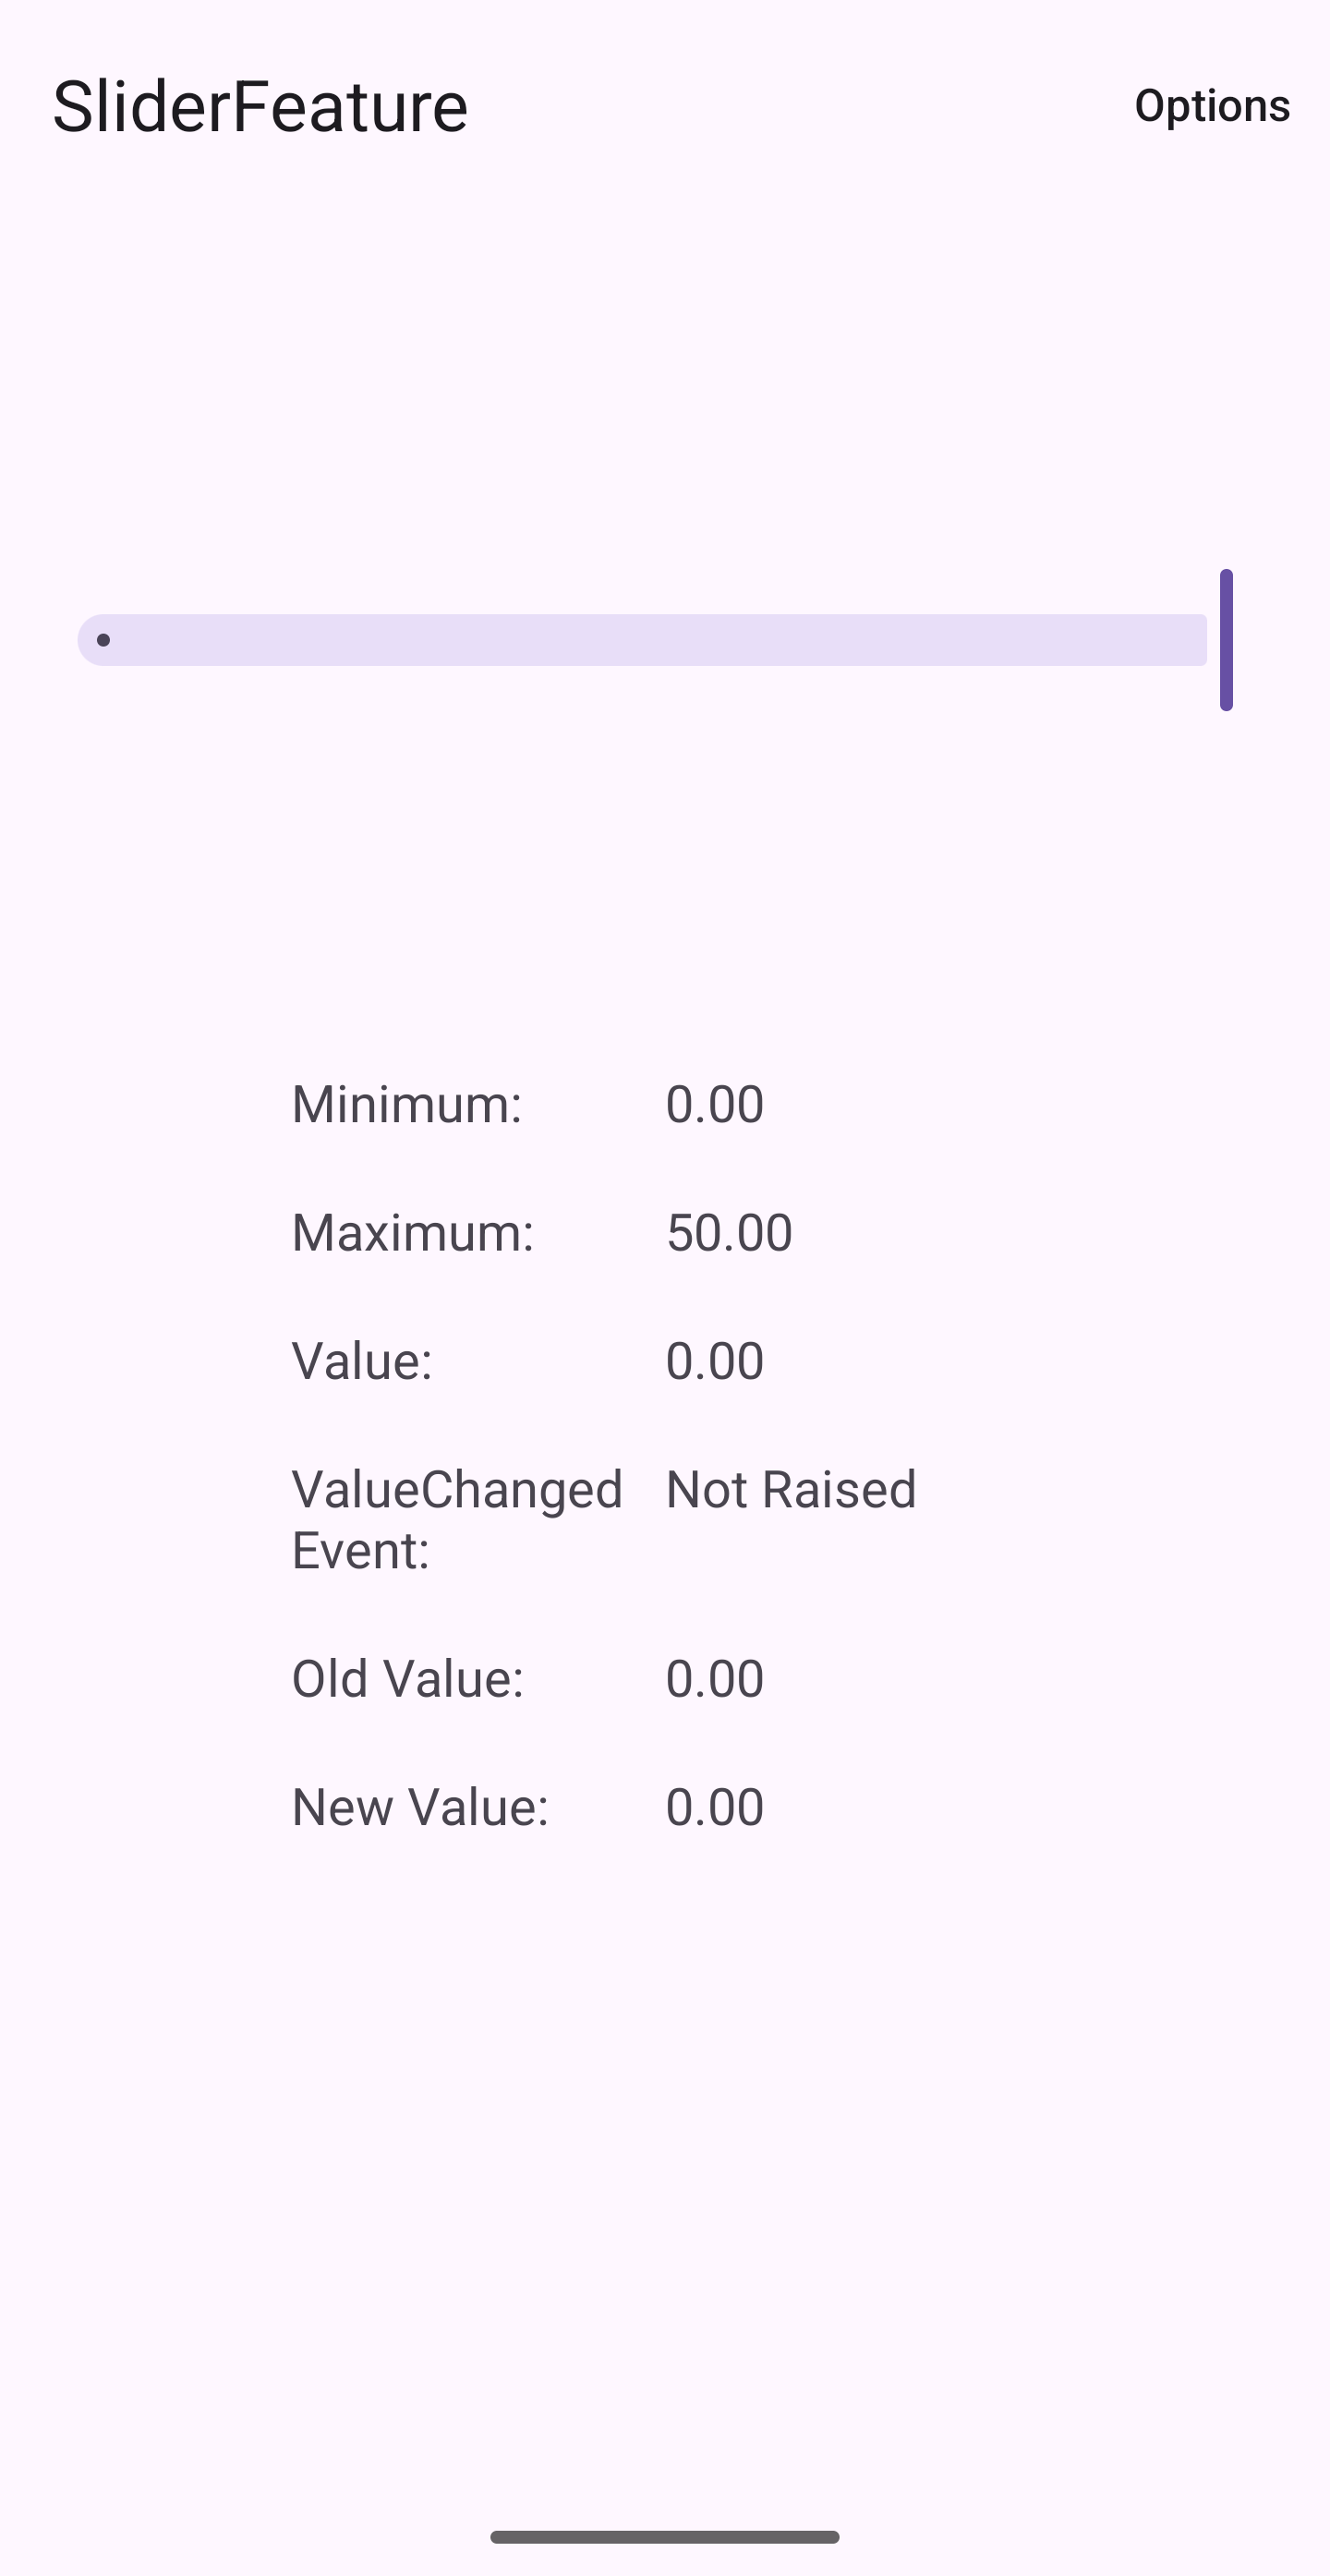 SliderFeature Options
Minimum: 0.00
Maximum: 50.00
Value: 0.00
ValueChanged Not Raised
Event:
Old Value: 0.00
New Value: 0.00